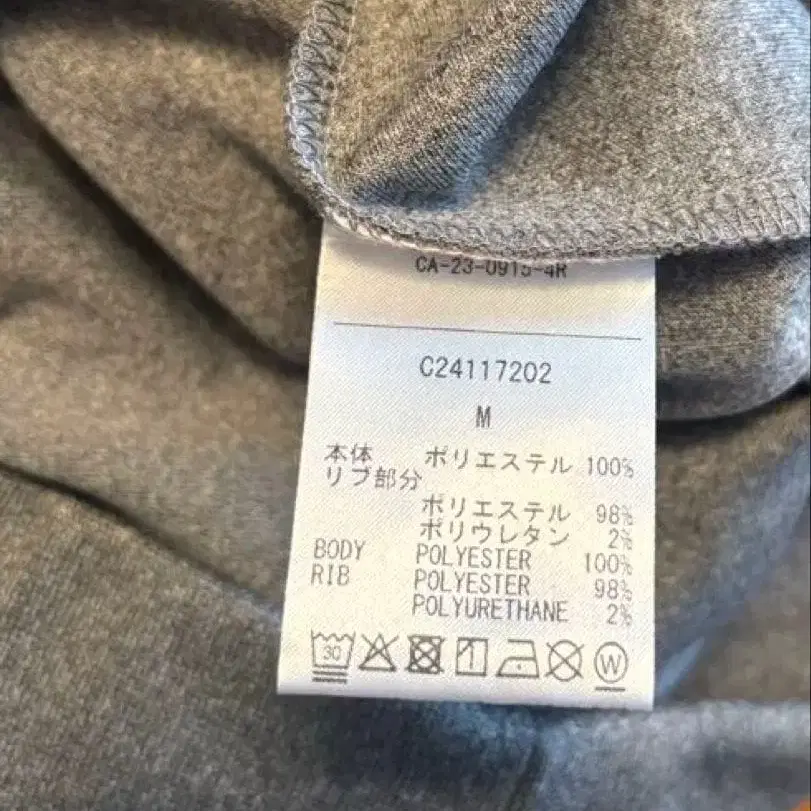 CA-23-0915-4R
C24117202
M
本体 ポリエステル 100%
リブ部分
ポリエステル 98%
ポリウレタン 2%
BODY POLYESTER 100%
RIB POLYESTER 98%
POLYURETHANE 2%
30 W